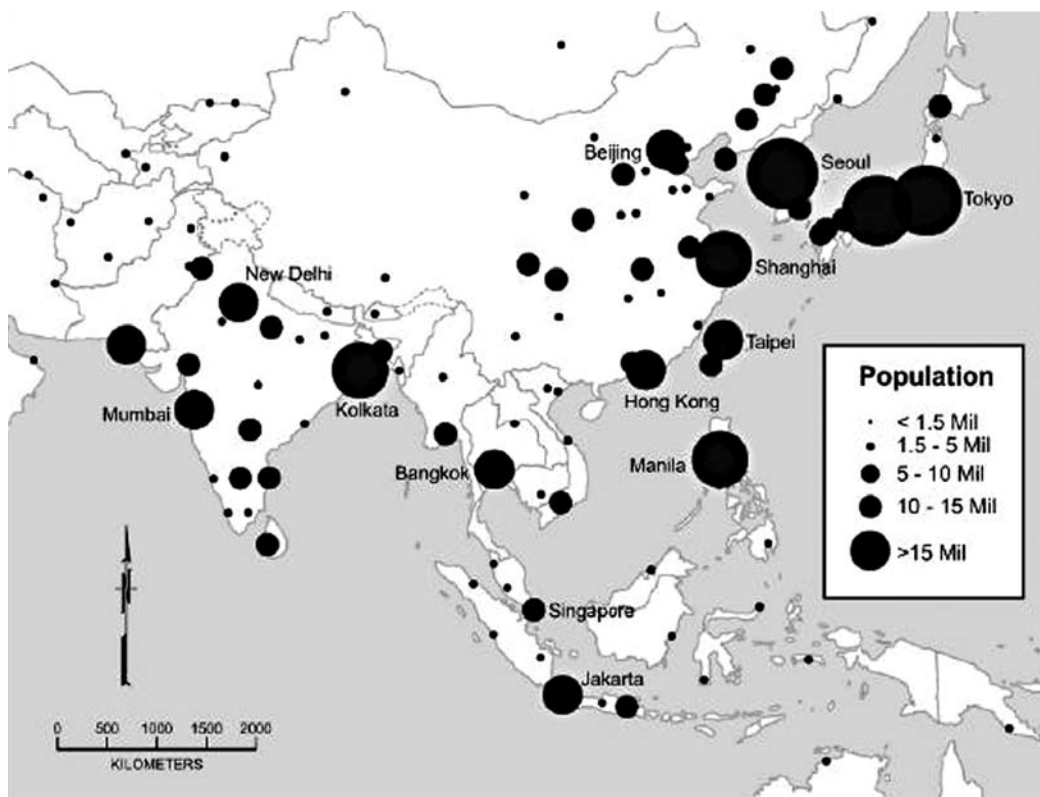 Beijing
Seoul
Tokyo
New Delhi
Shanghai
Taipei
Mumbai
Kolkata
Hong Kong
Bangkok
Manila
Singapore
Jakarta
Population
< 1.5 Mil
1.5 - 5 Mil
5 - 10 Mil
10 - 15 Mil
>15 Mil
0 500 1000 1500 2000
KILOMETERS